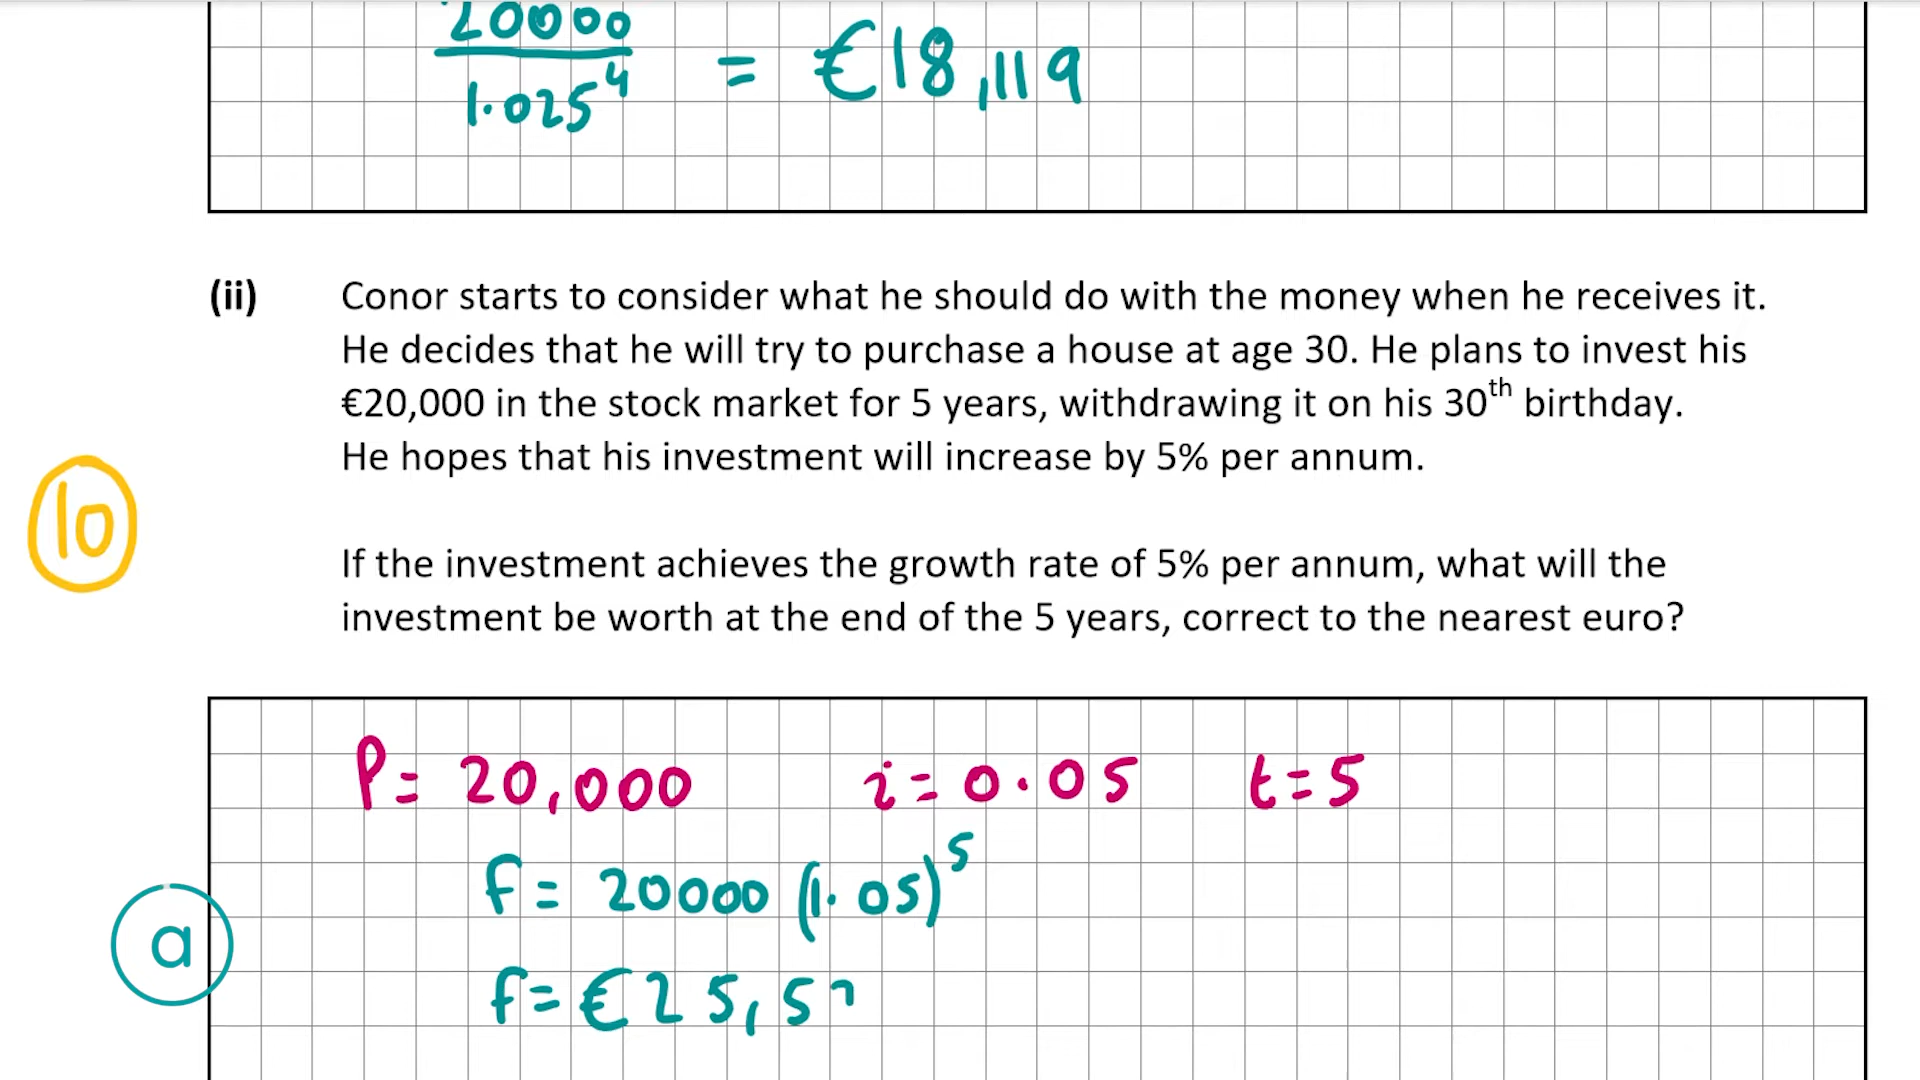 20000
1.025⁴ = €18,119
(ii) Conor starts to consider what he should do with the money when he receives it.
He decides that he will try to purchase a house at age 30. He plans to invest his
€20,000 in the stock market for 5 years, withdrawing it on his 30th birthday.
He hopes that his investment will increase by 5% per annum.
10
If the investment achieves the growth rate of 5% per annum, what will the
investment be worth at the end of the 5 years, correct to the nearest euro?
P= 20,000 i=0.05 t=5
F= 20000 (1.05)⁵
a
F=€25,5